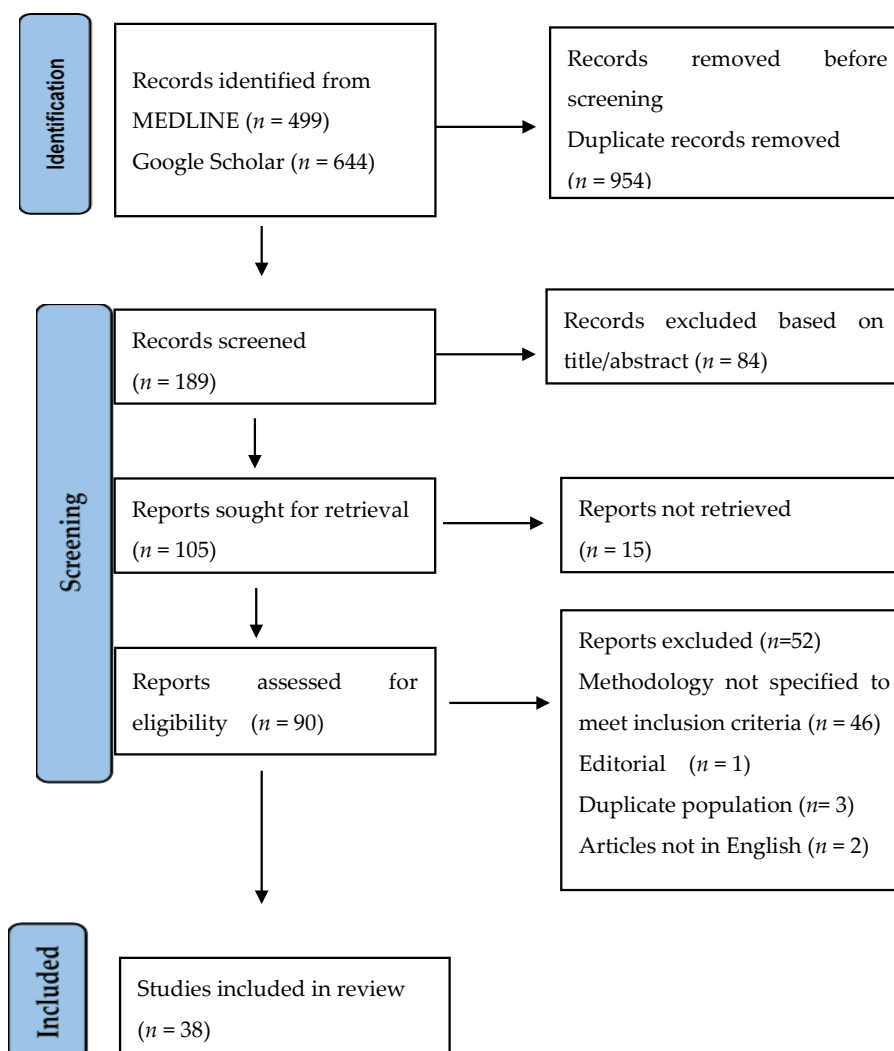 Identification
Records identified from
MEDLINE (n = 499)
Google Scholar (n = 644)
Records removed before
screening
Duplicate records removed
(n = 954)
Screening
Records screened
(n = 189)
Records excluded based on
title/abstract (n = 84)
Reports sought for retrieval
(n = 105)
Reports not retrieved
(n = 15)
Reports assessed for
eligibility (n = 90)
Reports excluded (n=52)
Methodology not specified to
meet inclusion criteria (n = 46)
Editorial (n = 1)
Duplicate population (n= 3)
Articles not in English (n = 2)
Included
Studies included in review
(n = 38)